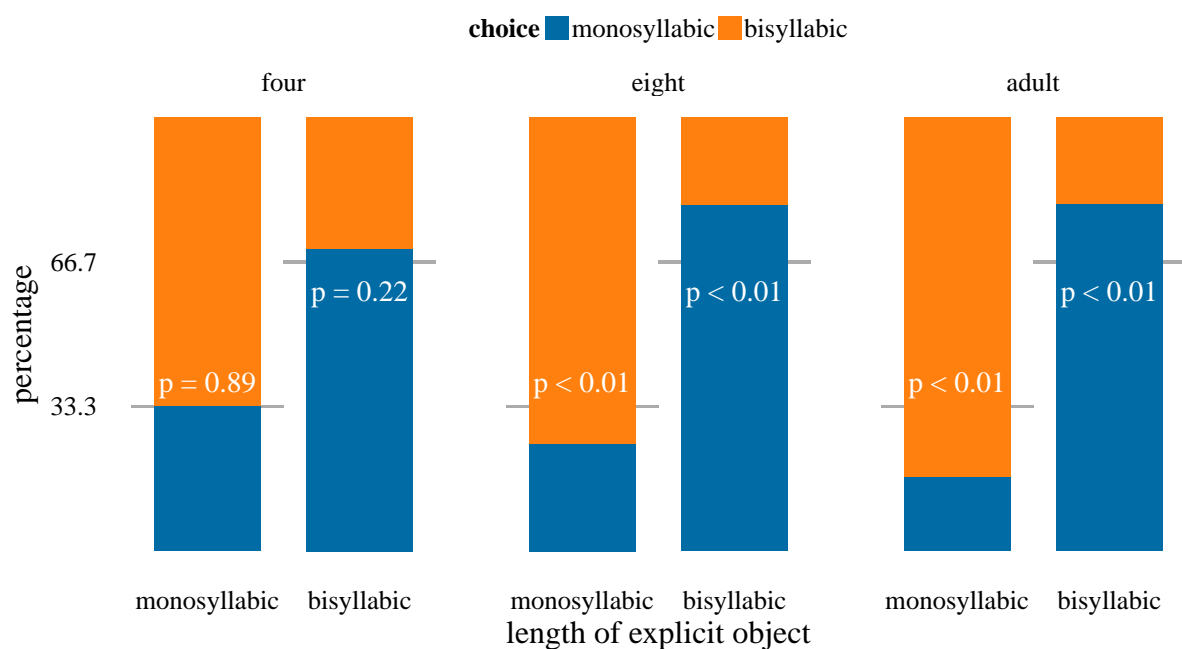 choice monosyllabic bisyllabic
four eight adult
percentage
66.7
33.3
p = 0.89
p = 0.22
p < 0.01
p < 0.01
p < 0.01
p < 0.01
monosyllabic bisyllabic monosyllabic bisyllabic monosyllabic bisyllabic
length of explicit object